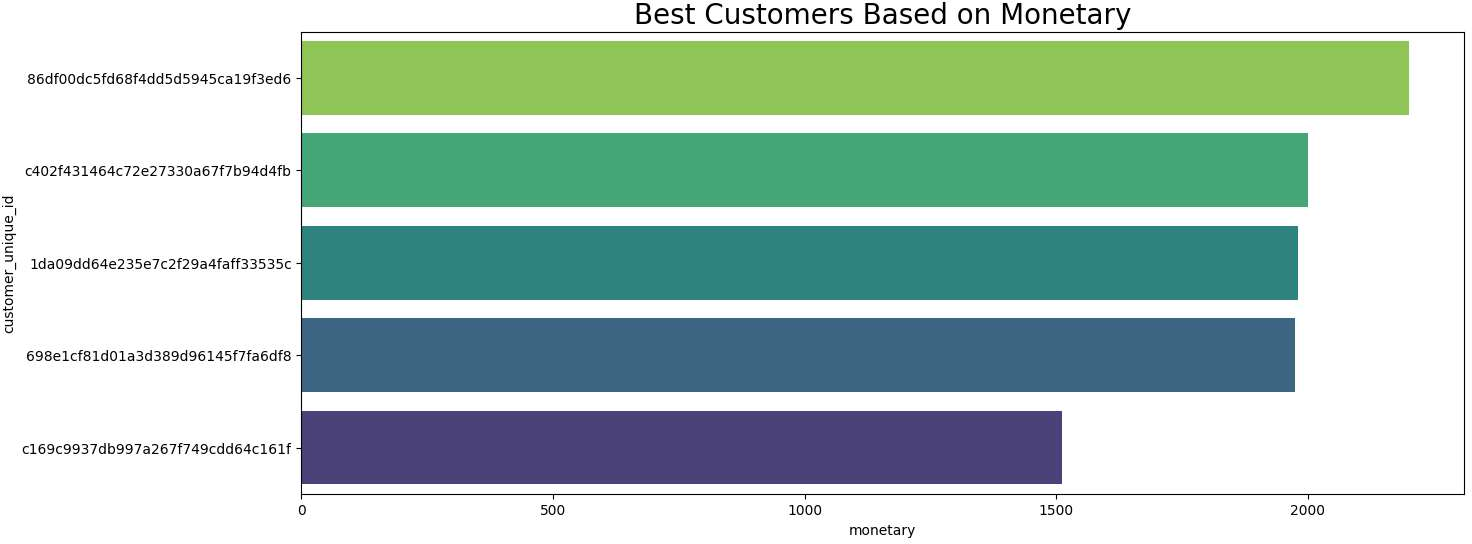 Best Customers Based on Monetary
customer_unique_id
86df00dc5fd68f4dd5d5945ca19f3ed6
c402f431464c72e27330a67f7b94d4fb
1da09dd64e235e7c2f29a4faff33535c
698e1cf81d01a3d389d96145f7fa6df8
c169c9937db997a267f749cdd64c161f
0 500 1000 1500 2000
monetary